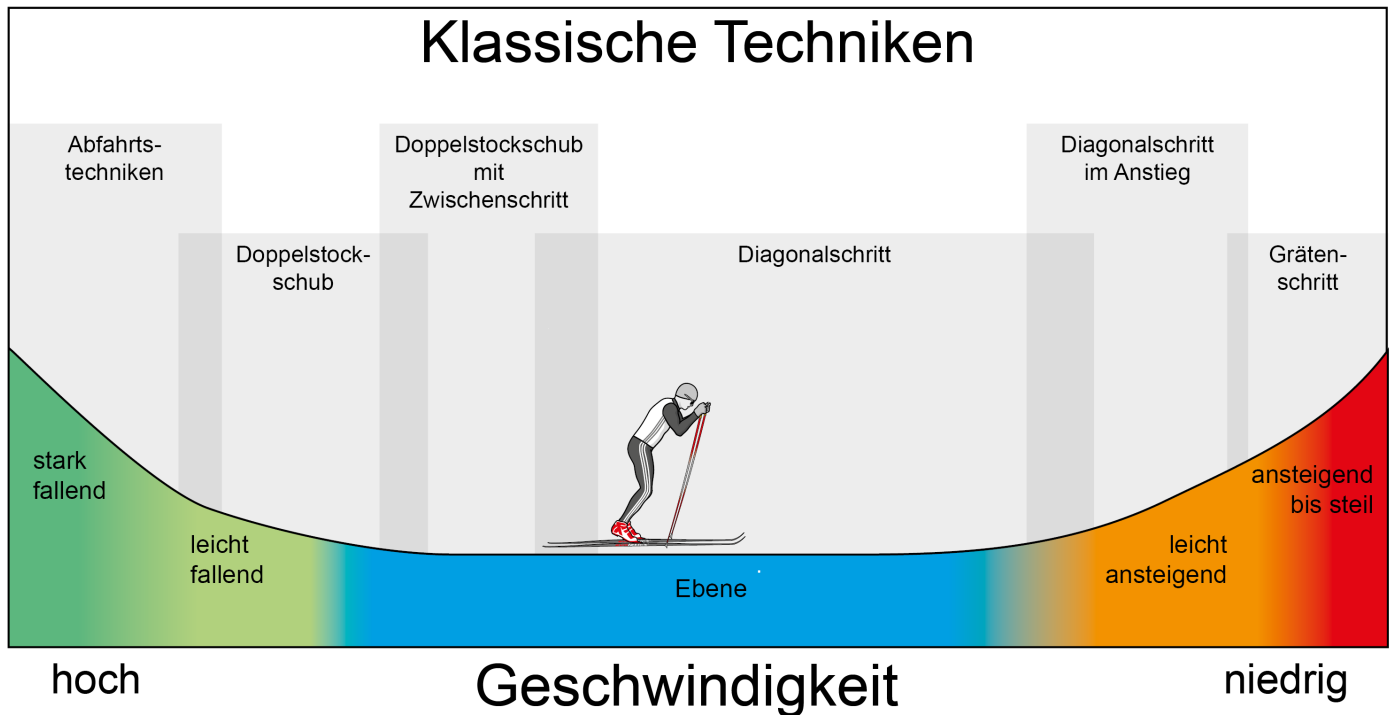 Klassische Techniken
Abfahrts-
techniken
Doppelstock-
schub
Doppelstockschub
mit
Zwischenschritt
Diagonalschritt
Diagonalschritt
im Anstieg
Gräten-
schritt
stark
fallend
leicht
fallend
Ebene
leicht
ansteigend
ansteigend
bis steil
hoch
Geschwindigkeit
niedrig